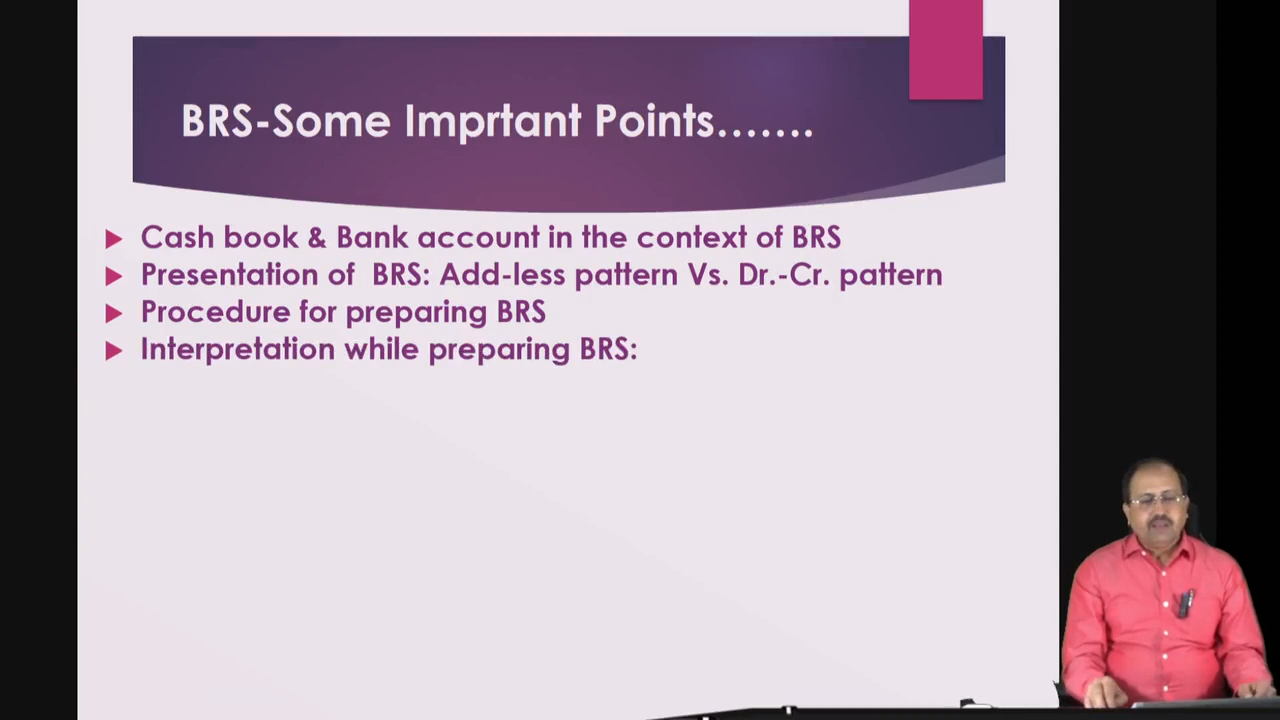 BRS-Some Imprtant Points.......
Cash book & Bank account in the context of BRS
Presentation of BRS: Add-less pattern Vs. Dr.-Cr. pattern
Procedure for preparing BRS
Interpretation while preparing BRS: